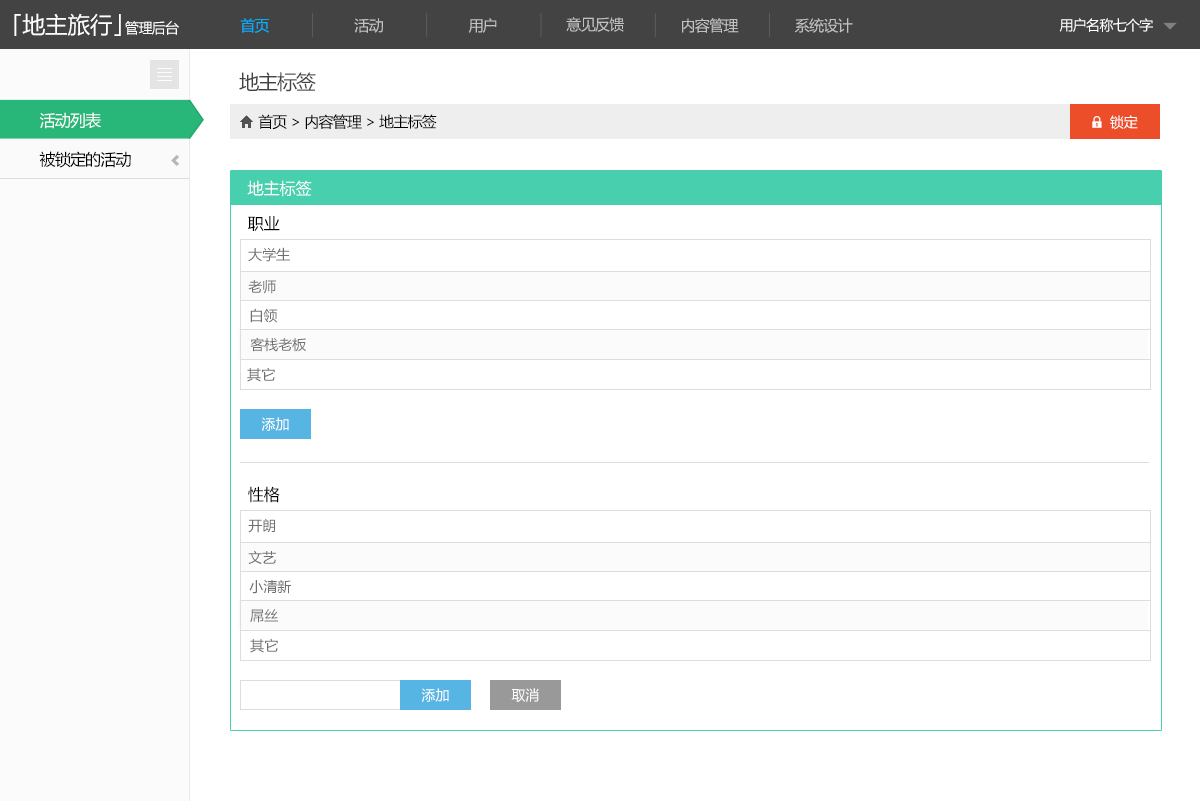 「地主旅行」管理后台 首页 活动 用户 意见反馈 内容管理 系统设计 用户名称七个字
地主标签
首页 > 内容管理 > 地主标签 锁定
活动列表
被锁定的活动
地主标签
职业
大学生
老师
白领
客栈老板
其它
添加
性格
开朗
文艺
小清新
屌丝
其它
添加 取消